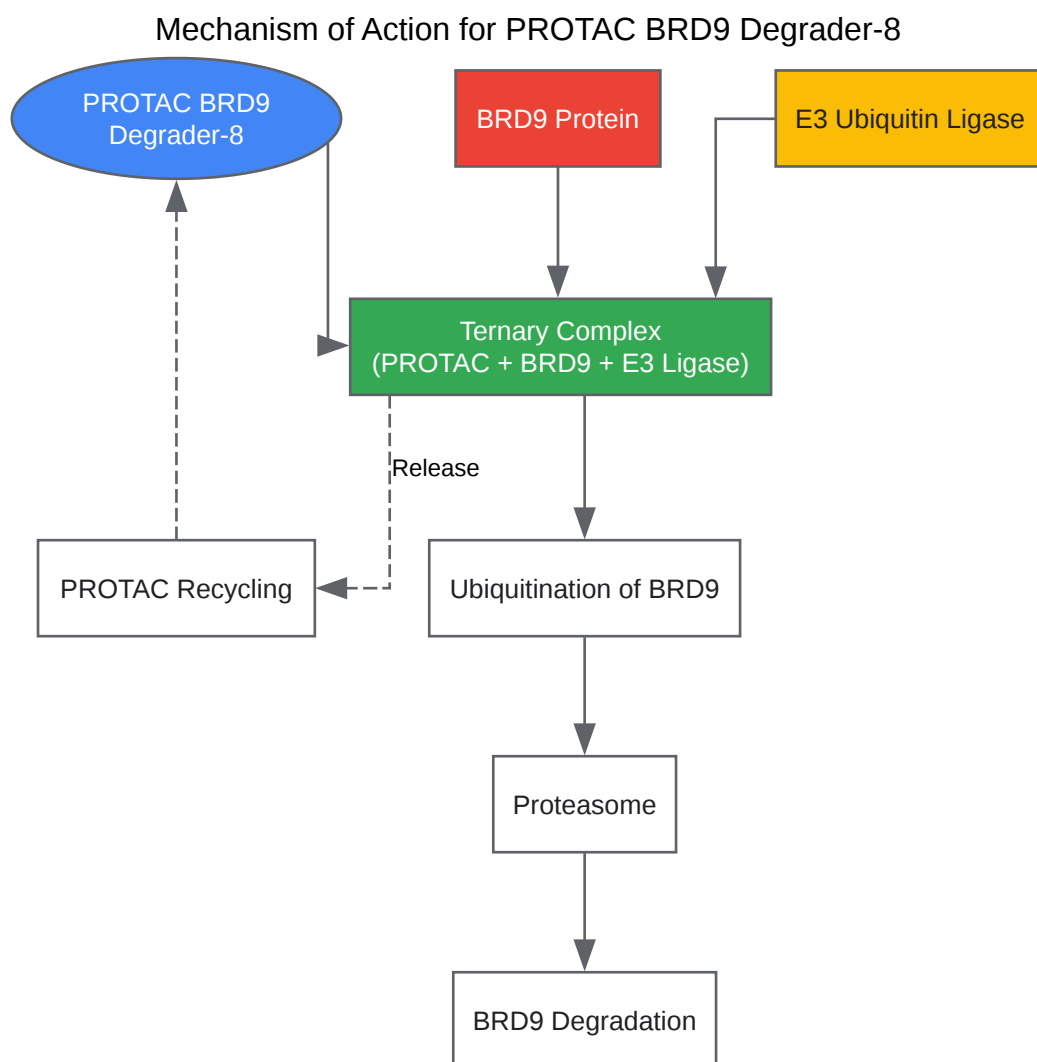 Mechanism of Action for PROTAC BRD9 Degrader-8
PROTAC BRD9
Degrader-8
BRD9 Protein
E3 Ubiquitin Ligase
Ternary Complex
(PROTAC + BRD9 + E3 Ligase)
Release
PROTAC Recycling
Ubiquitination of BRD9
Proteasome
BRD9 Degradation